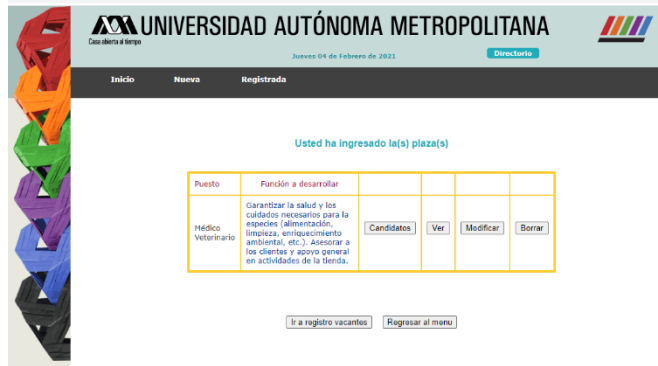 UNIVERSIDAD AUTÓNOMA METROPOLITANA
Casa abierta al tiempo
Jueves 04 de Febrero de 2021
Directorio
Inicio Nueva Registrada
Usted ha ingresado la(s) plaza(s)
Puesto Función a desarrollar
Médico
Veterinario
Garantizar la salud y los
cuidados necesarios para la
especies (alimentación,
limpieza, enriquecimiento
ambiental, etc.). Asesorar a
los clientes y apoyo general
en actividades de la tienda.
Candidatos Ver Modificar Borrar
Ir a registro vacantes Regresar al menu